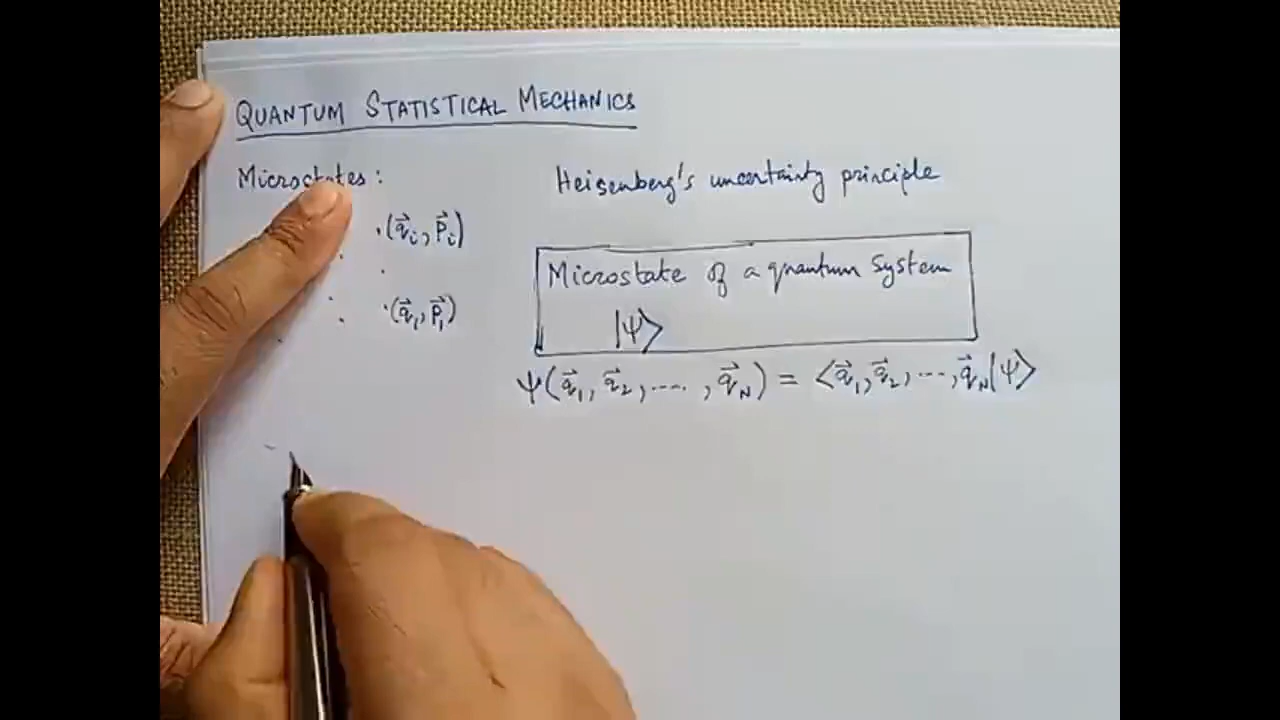 QUANTUM STATISTICAL MECHANICS
Microstates :
.(q⃗ᵢ, p⃗ᵢ)
.(q⃗₁, p⃗₁)
Heisenberg's uncertainty principle
Microstate of a quantum system
|Ψ⟩
Ψ(q⃗₁, q⃗₂, ...., q⃗_N) = ⟨q⃗₁, q⃗₂, ..., q⃗_N|Ψ⟩